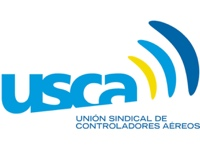 usca
UNIÓN SINDICAL DE
CONTROLADORES AÉREOS